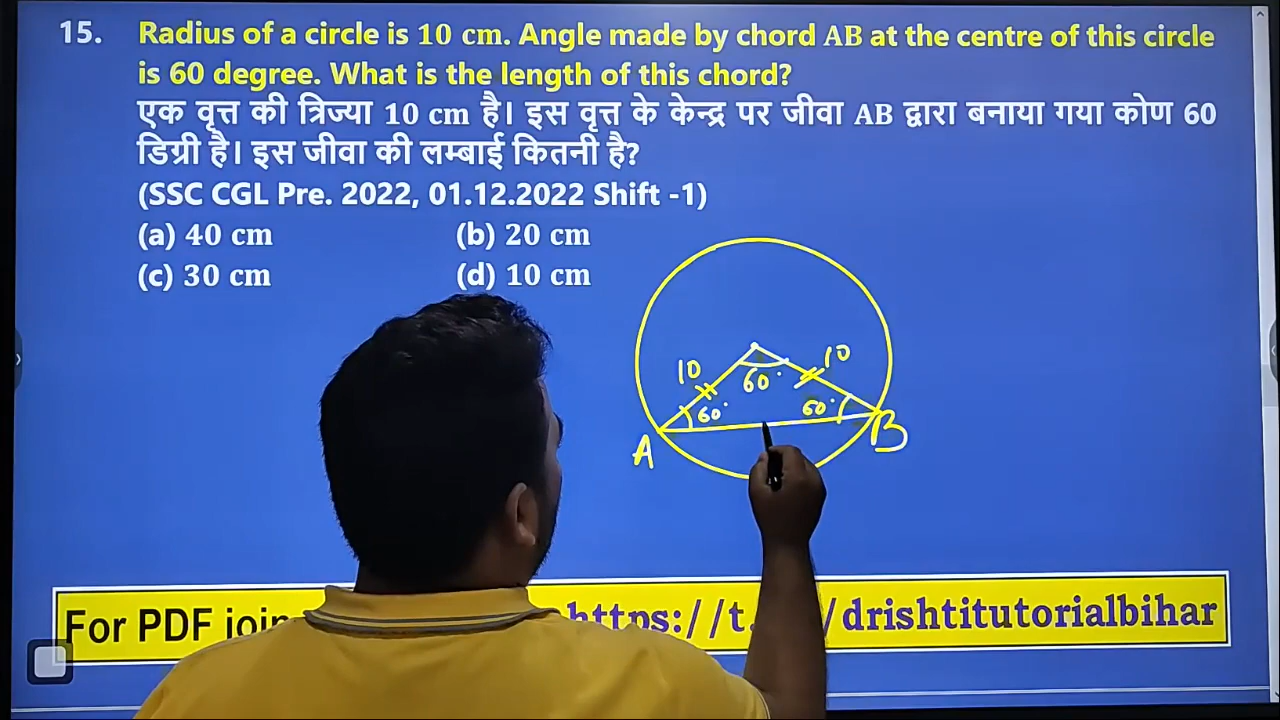 15. Radius of a circle is 10 cm. Angle made by chord AB at the centre of this circle
is 60 degree. What is the length of this chord?
एक वृत्त की त्रिज्या 10 cm है। इस वृत्त के केन्द्र पर जीवा AB द्वारा बनाया गया कोण 60
डिग्री है। इस जीवा की लम्बाई कितनी है?
(SSC CGL Pre. 2022, 01.12.2022 Shift -1)
(a) 40 cm (b) 20 cm
(c) 30 cm (d) 10 cm
10 10
60°
60° 60°
A B
For PDF join https://t. /drishtitutorialbihar